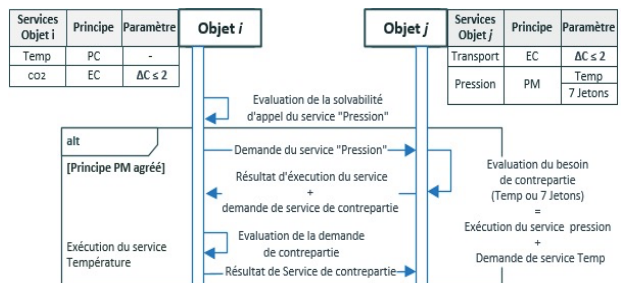 Services
Objet i
Principe
Paramètre
Temp
PC
-
CO2
EC
ΔC ≤ 2
Objet i
Objet j
Services
Objet j
Principe
Paramètre
Transport
EC
ΔC ≤ 2
Pression
PM
Temp
7 Jetons
Evaluation de la solvabilité
d'appel du service "Pression"
alt
[Principe PM agréé]
Demande du service "Pression"
Résultat d'éxecution du service
+
demande de service de contrepartie
Evaluation du besoin
de contrepartie
(Temp ou 7 Jetons)
=
Exécution du service pression
+
Demande de service Temp
Exécution du service
Température
Evaluation de la demande
de contrepartie
Résultat de Service de contrepartie